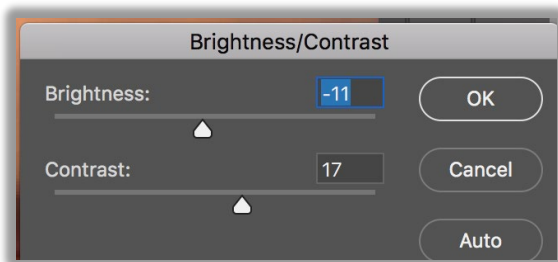 Brightness/Contrast
Brightness: -11 OK
Contrast: 17 Cancel
Auto